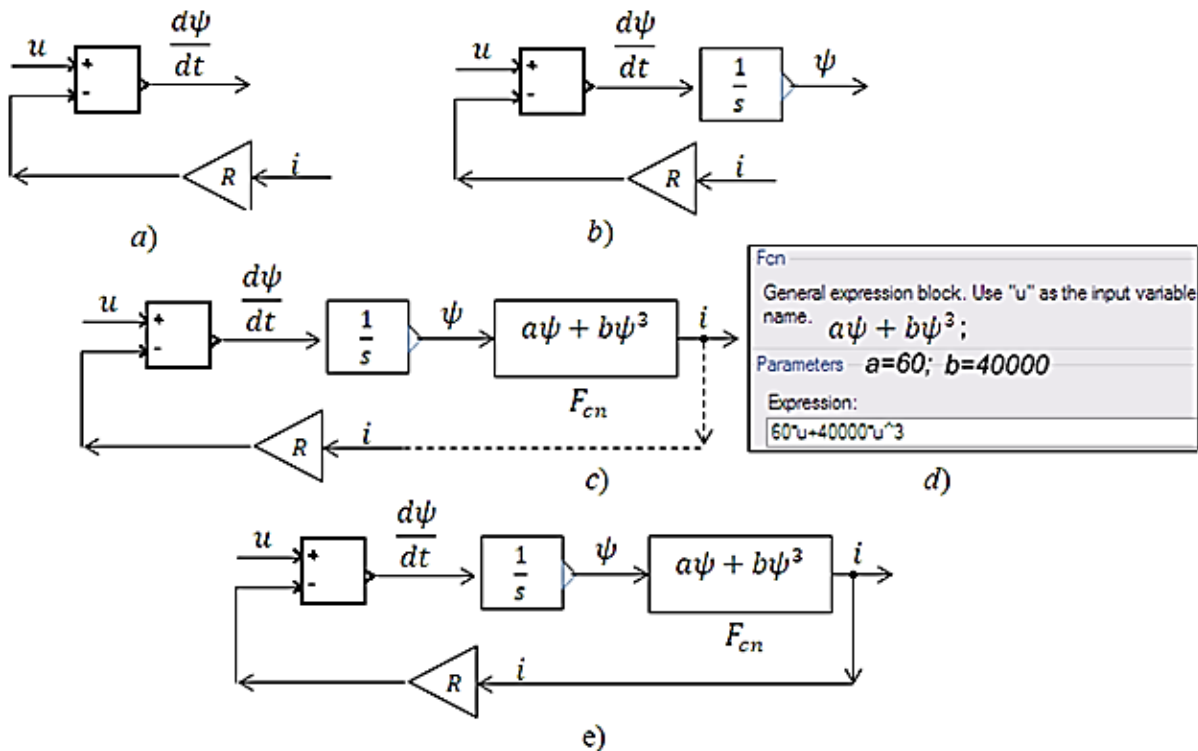 u + - dψ/dt
R i
a)
u + - dψ/dt 1/s ψ
R i
b)
u + - dψ/dt 1/s ψ aψ + bψ³ i
F_cn
R i
c)
Fcn
General expression block. Use "u" as the input variable
name. aψ + bψ³;
Parameters a=60; b=40000
Expression:
60*u+40000*u^3
d)
u + - dψ/dt 1/s ψ aψ + bψ³ i
F_cn
R i
e)